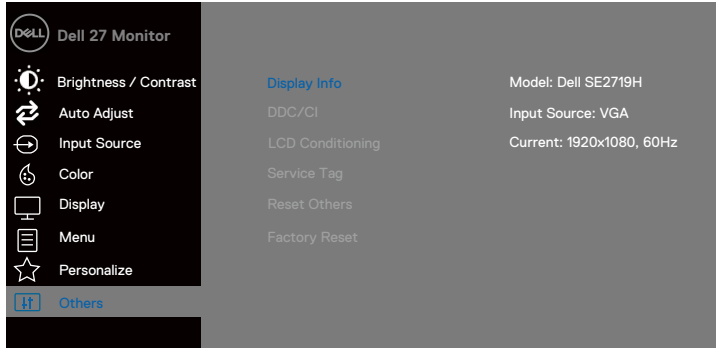 DELL
Dell 27 Monitor
Brightness / Contrast
Auto Adjust
Input Source
Color
Display
Menu
Personalize
Others
Display Info
DDC/CI
LCD Conditioning
Service Tag
Reset Others
Factory Reset
Model: Dell SE2719H
Input Source: VGA
Current: 1920x1080, 60Hz